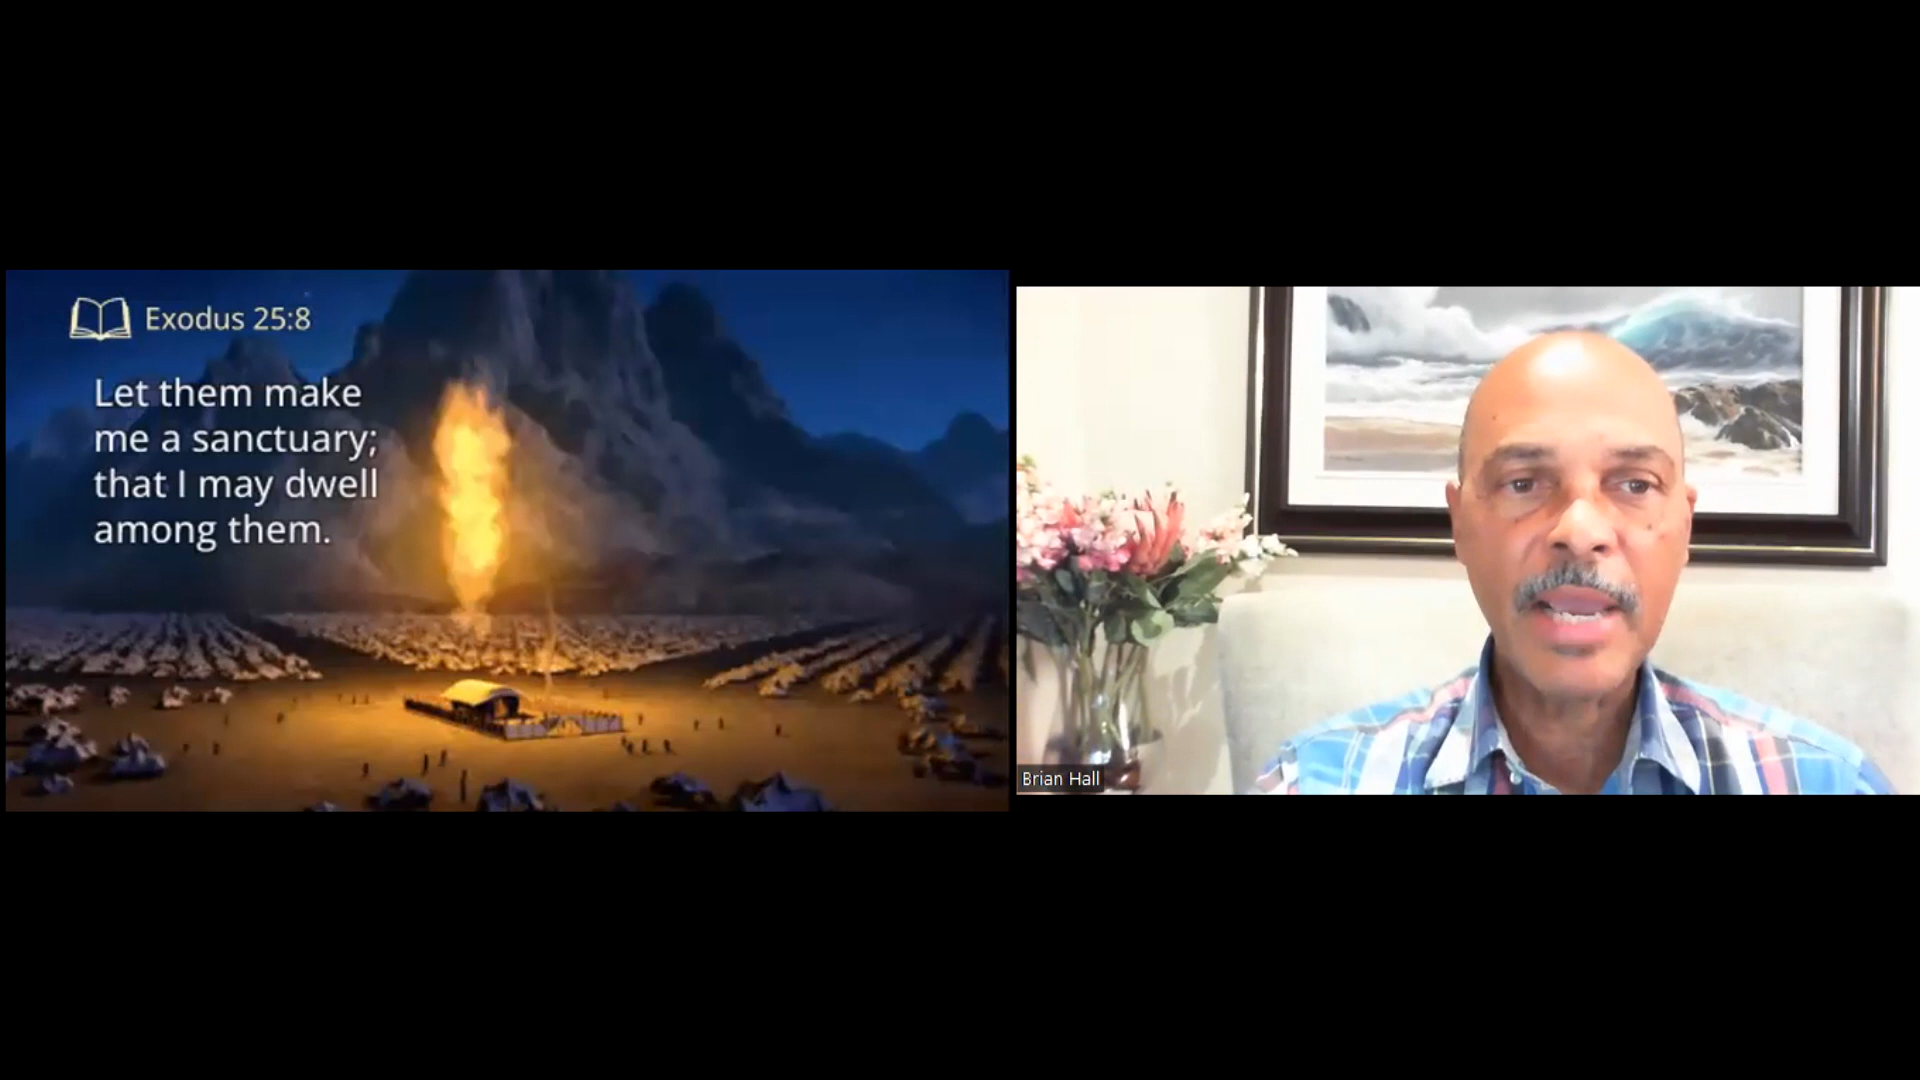 Exodus 25:8
Let them make
me a sanctuary;
that I may dwell
among them.
Brian Hall